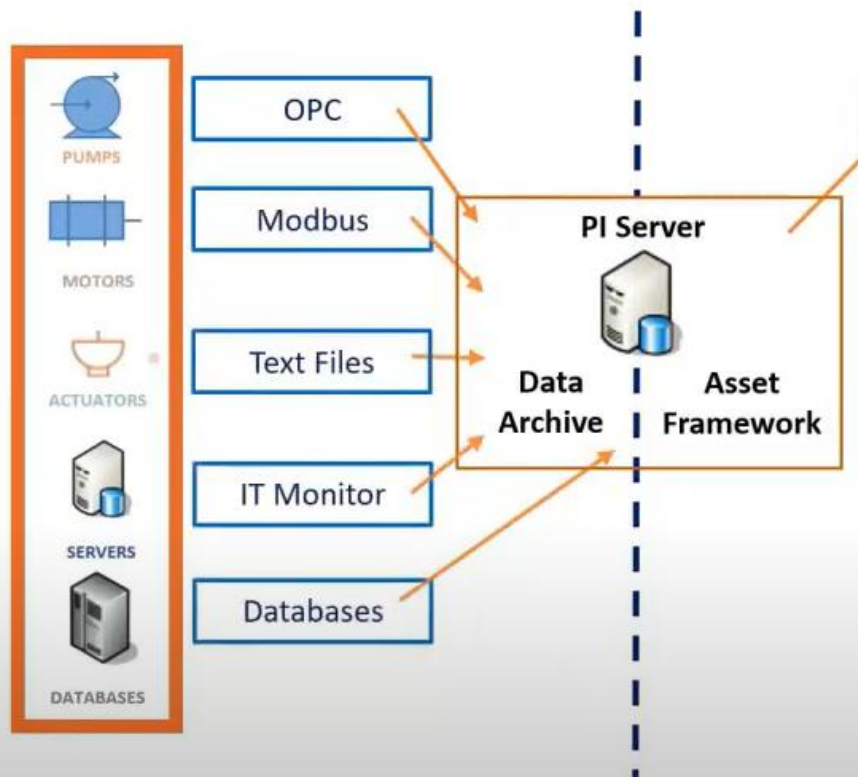 PUMPS
MOTORS
ACTUATORS
SERVERS
DATABASES
OPC
Modbus
Text Files
IT Monitor
Databases
PI Server
Data
Archive
Asset
Framework